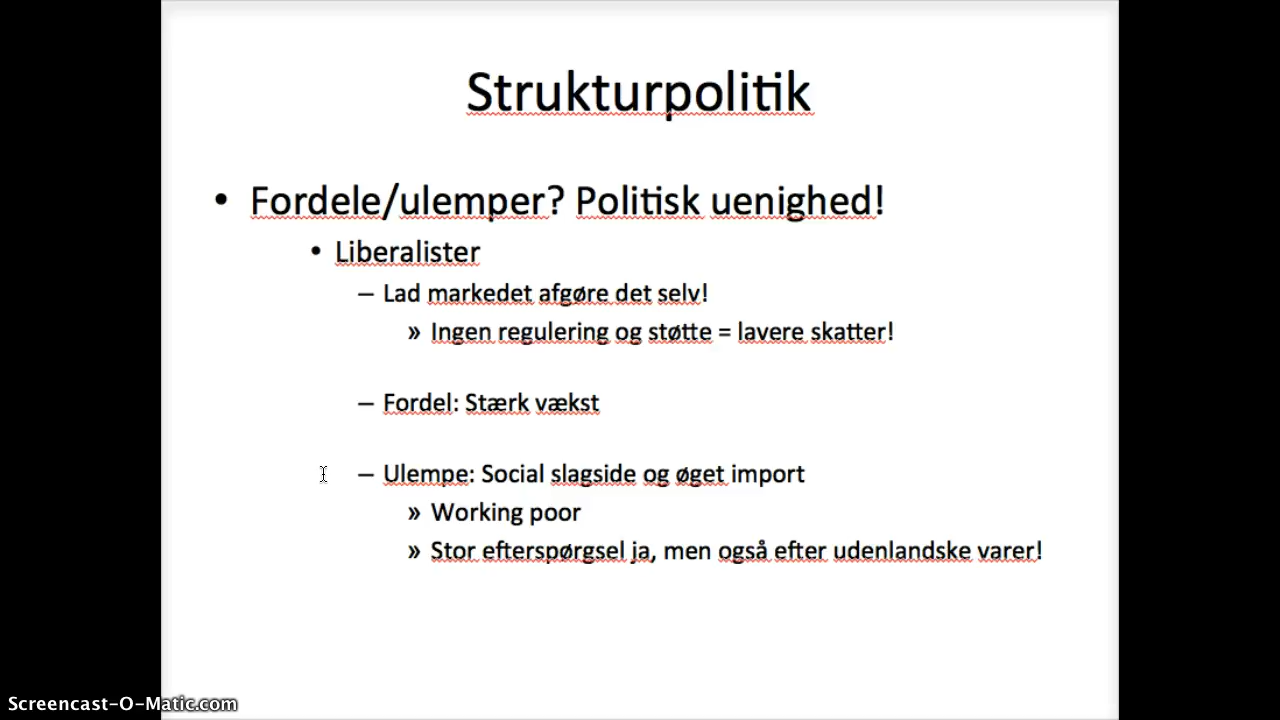 Strukturpolitik
• Fordele/ulemper? Politisk uenighed!
• Liberalister
– Lad markedet afgøre det selv!
» Ingen regulering og støtte = lavere skatter!
– Fordel: Stærk vækst
– Ulempe: Social slagside og øget import
» Working poor
» Stor efterspørgsel ja, men også efter udenlandske varer!
Screencast-O-Matic.com